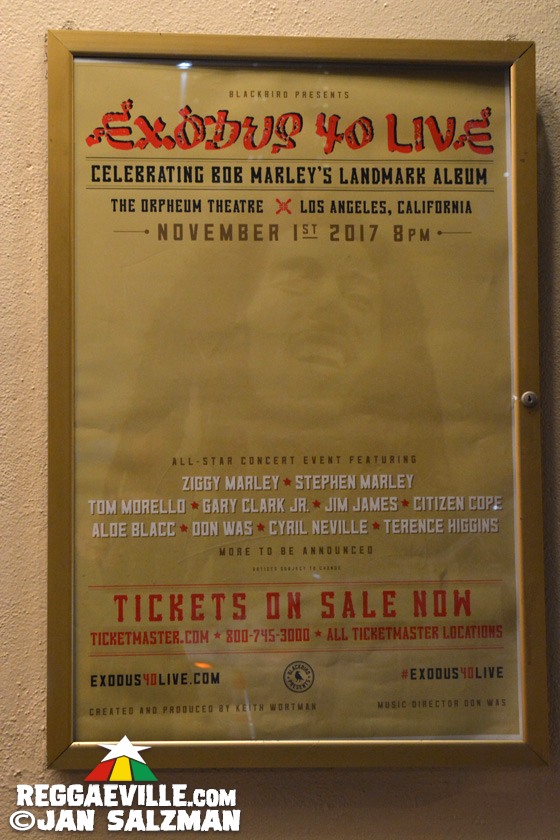 BLACKBIRD PRESENTS
EXODUS 40 LIVE
CELEBRATING BOB MARLEY'S LANDMARK ALBUM
THE ORPHEUM THEATRE LOS ANGELES, CALIFORNIA
NOVEMBER 1ST 2017 8PM
ALL-STAR CONCERT EVENT FEATURING
ZIGGY MARLEY ★ STEPHEN MARLEY
TOM MORELLO ★ GARY CLARK JR. ★ JIM JAMES ★ CITIZEN COPE
ALOE BLACC ★ DON WAS ★ CYRIL NEVILLE ★ TERENCE HIGGINS
MORE TO BE ANNOUNCED
ARTISTS SUBJECT TO CHANGE
TICKETS ON SALE NOW
TICKETMASTER.COM ★ 800-745-3000 ★ ALL TICKETMASTER LOCATIONS
EXODUS40LIVE.COM BLACKBIRD PRESENTS #EXODUS40LIVE
CREATED AND PRODUCED BY KEITH WORTMAN MUSIC DIRECTOR DON WAS
REGGAEVILLE.COM
©JAN SALZMAN